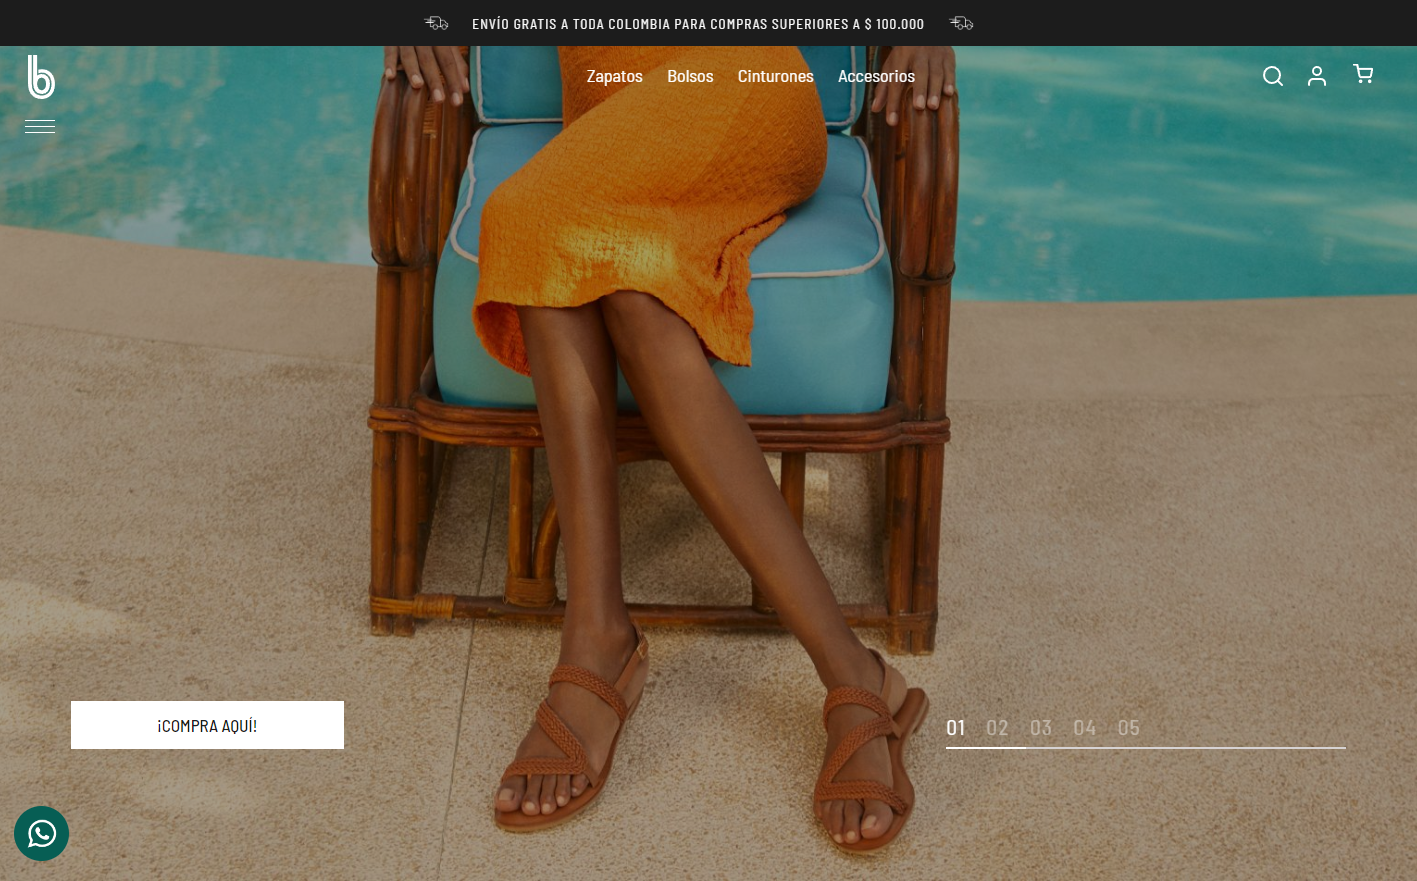 ENVÍO GRATIS A TODA COLOMBIA PARA COMPRAS SUPERIORES A $ 100.000
b
Zapatos Bolsos Cinturones Accesorios
¡COMPRA AQUÍ!
01 02 03 04 05